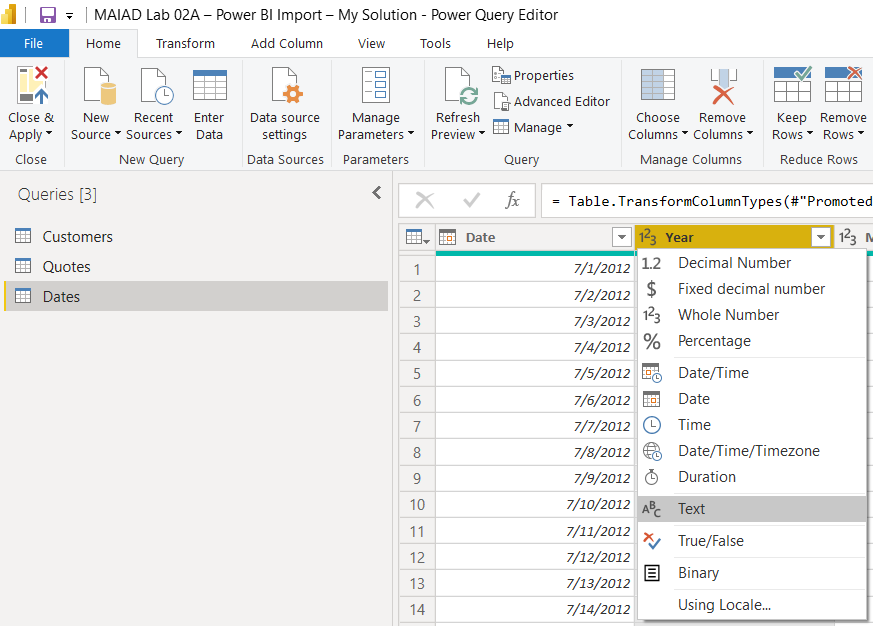 MAIAD Lab 02A – Power BI Import – My Solution - Power Query Editor
File Home Transform Add Column View Tools Help
Close & Apply
New Source
Recent Sources
Enter Data
Data source settings
Manage Parameters
Refresh Preview
Properties
Advanced Editor
Manage
Choose Columns
Remove Columns
Keep Rows
Remove Rows
Close New Query Data Sources Parameters Query Manage Columns Reduce Rows
Queries [3]
Customers
Quotes
Dates
fx = Table.TransformColumnTypes(#"Promoted
Date 123 Year 123 M
1 7/1/2012
2 7/2/2012
3 7/3/2012
4 7/4/2012
5 7/5/2012
6 7/6/2012
7 7/7/2012
8 7/8/2012
9 7/9/2012
10 7/10/2012
11 7/11/2012
12 7/12/2012
13 7/13/2012
14 7/14/2012
1.2 Decimal Number
$ Fixed decimal number
123 Whole Number
% Percentage
Date/Time
Date
Time
Date/Time/Timezone
Duration
ABC Text
True/False
Binary
Using Locale...